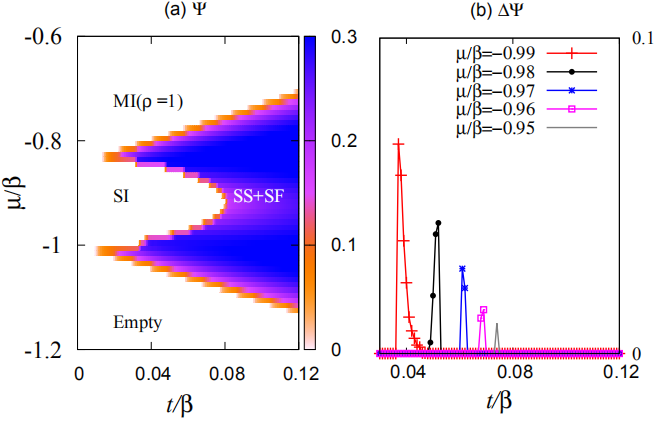 (a) Ψ
(b) ΔΨ
-0.6
-0.8
-1
-1.2
μ/β
MI(ρ =1)
SI
SS+SF
Empty
0
0.04
0.08
0.12
t/β
0.3
0.2
0.1
0
μ/β=−0.99
μ/β=−0.98
μ/β=−0.97
μ/β=−0.96
μ/β=−0.95
0.1
0
0.04
0.08
0.12
t/β